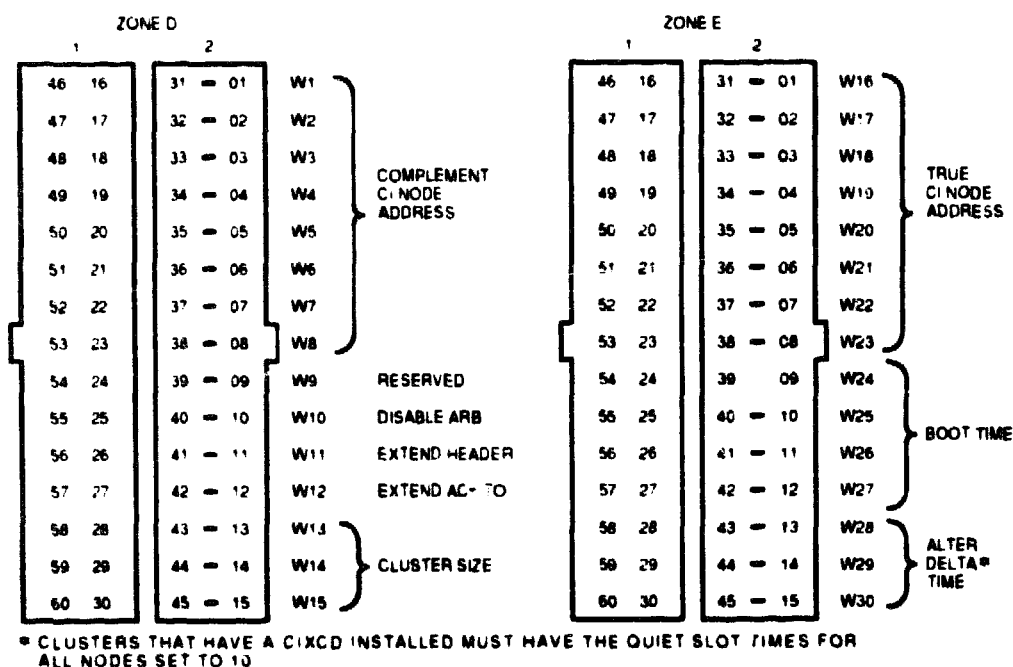 ZONE D
1 2
46 16 31 - 01 W1
47 17 32 - 02 W2
48 18 33 - 03 W3
49 19 34 - 04 W4
50 20 35 - 05 W5
51 21 36 - 06 W6
52 22 37 - 07 W7
53 23 38 - 08 W8
COMPLEMENT
CI NODE
ADDRESS
54 24 39 - 09 W9 RESERVED
55 25 40 - 10 W10 DISABLE ARB
56 26 41 - 11 W11 EXTEND HEADER
57 27 42 - 12 W12 EXTEND ACK TO
58 28 43 - 13 W13
59 29 44 - 14 W14
60 30 45 - 15 W15
CLUSTER SIZE
ZONE E
1 2
46 16 31 - 01 W16
47 17 32 - 02 W17
48 18 33 - 03 W18
49 19 34 - 04 W19
50 20 35 - 05 W20
51 21 36 - 06 W21
52 22 37 - 07 W22
53 23 38 - 08 W23
TRUE
CI NODE
ADDRESS
54 24 39 09 W24
55 25 40 - 10 W25
56 26 41 - 11 W26
57 27 42 - 12 W27
BOOT TIME
58 28 43 - 13 W28
59 29 44 - 14 W29
60 30 45 - 15 W30
ALTER
DELTA*
TIME
* CLUSTERS THAT HAVE A CIXCD INSTALLED MUST HAVE THE QUIET SLOT TIMES FOR
ALL NODES SET TO 10